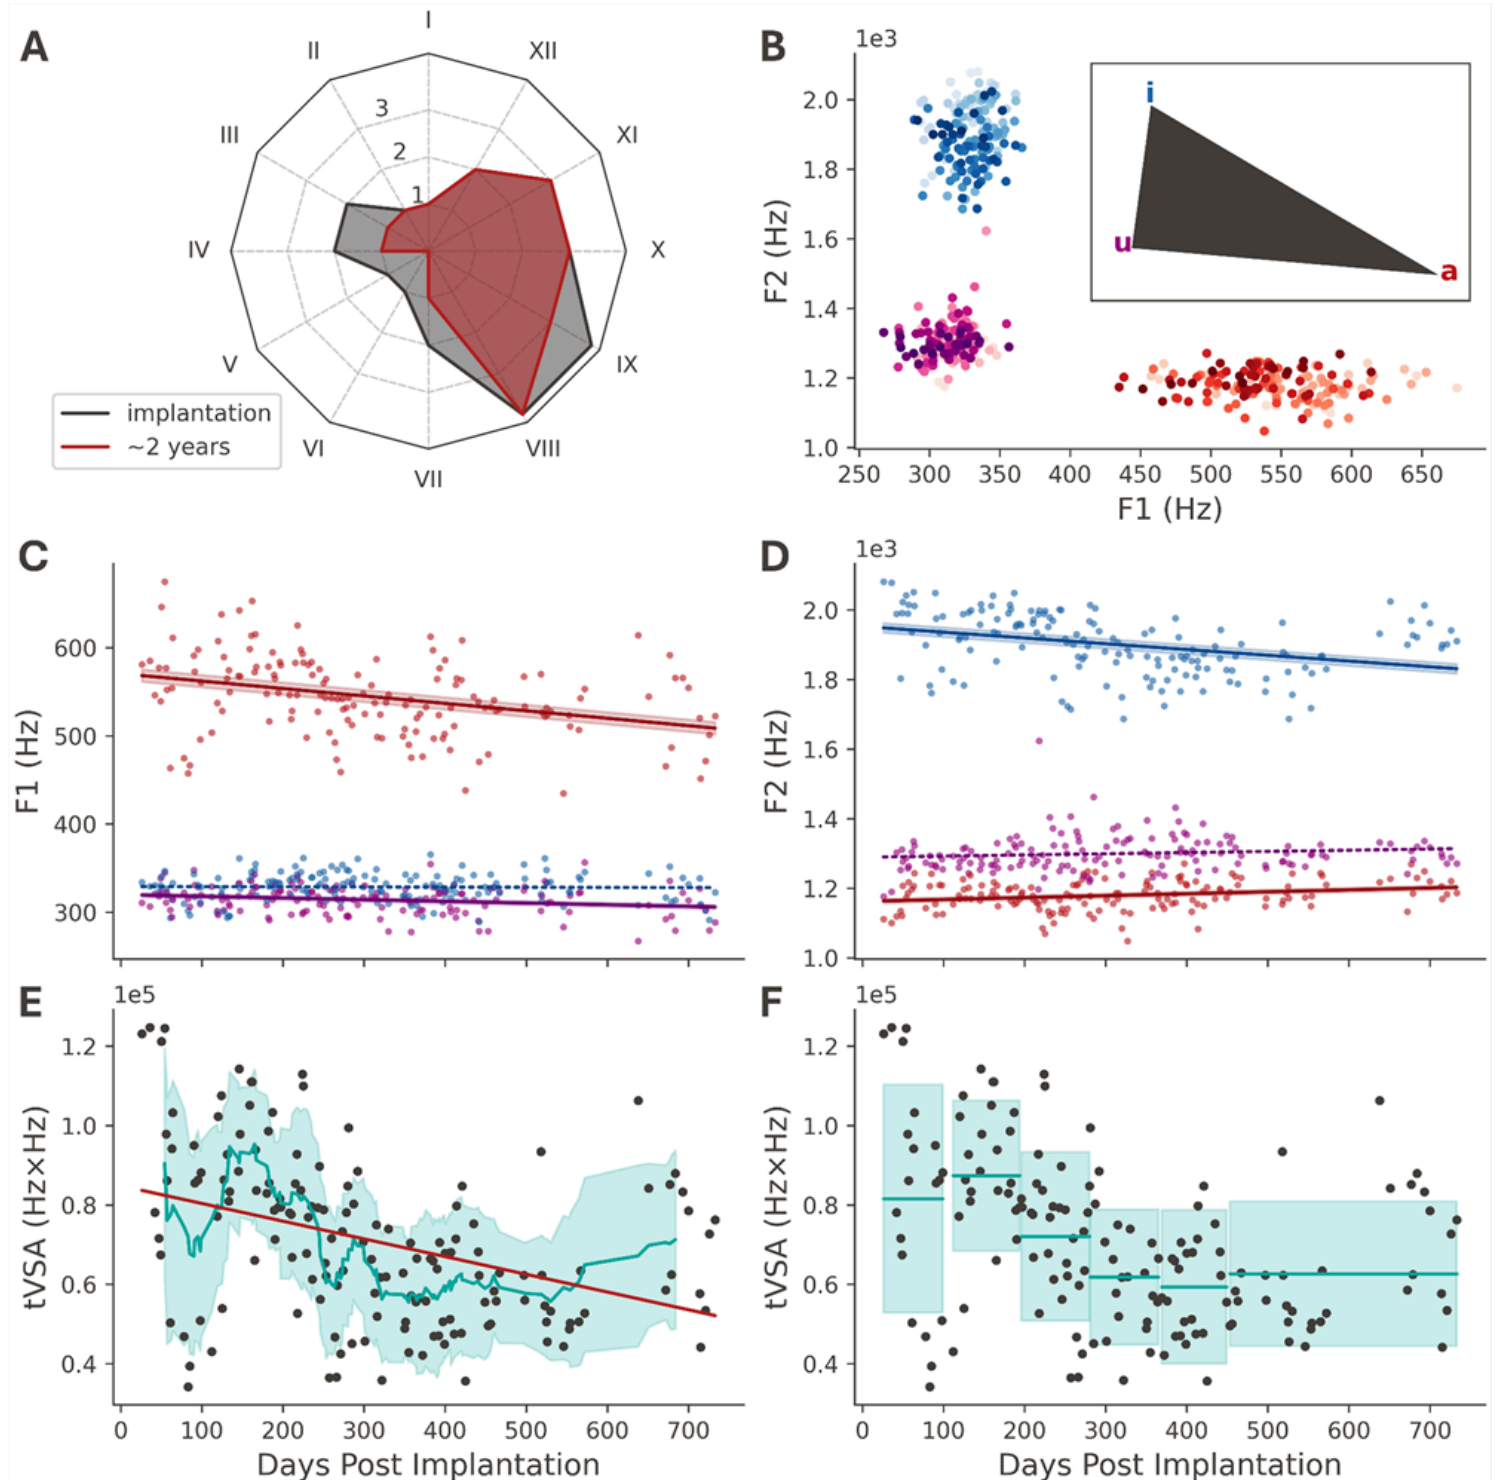 A
I
II
XII
III
XI
IV
X
V
IX
VI
VIII
VII
3
2
1
implantation
~2 years
B
1e3
F2 (Hz)
2.0
1.8
1.6
1.4
1.2
1.0
i
u
a
250 300 350 400 450 500 550 600 650
F1 (Hz)
C
F1 (Hz)
600
500
400
300
D
1e3
F2 (Hz)
2.0
1.8
1.6
1.4
1.2
1.0
E
1e5
tVSA (Hz×Hz)
1.2
1.0
0.8
0.6
0.4
0 100 200 300 400 500 600 700
Days Post Implantation
F
1e5
tVSA (Hz×Hz)
1.2
1.0
0.8
0.6
0.4
0 100 200 300 400 500 600 700
Days Post Implantation